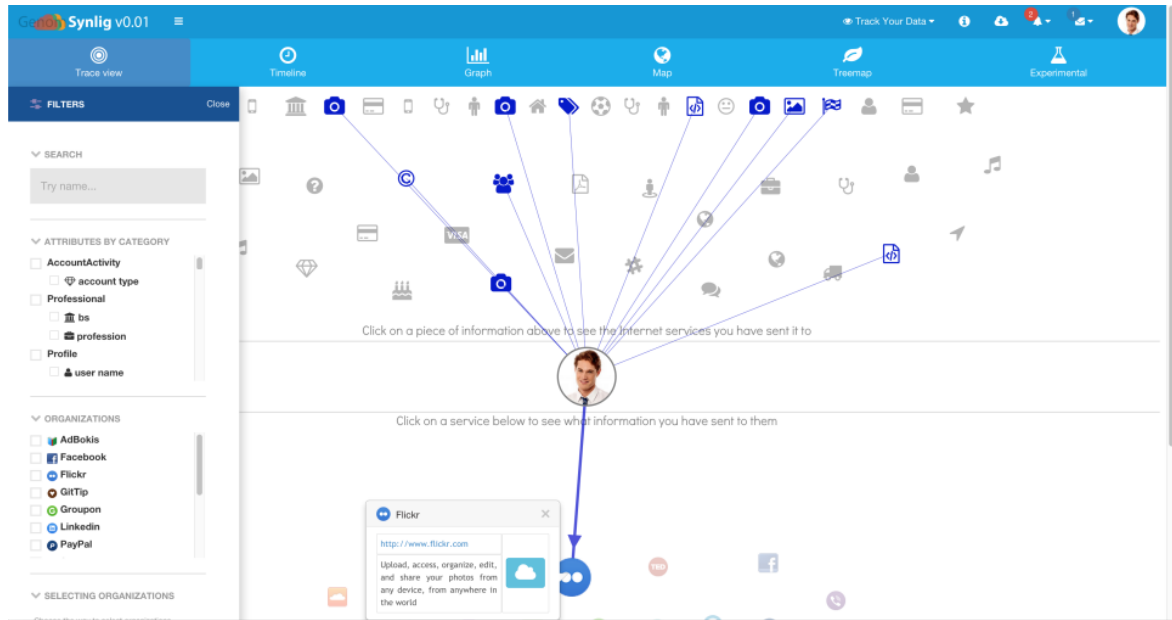 Synlig v0.01
Track Your Data
2
1
Trace view
Timeline
Graph
Map
Treemap
Experimental
FILTERS
Close
SEARCH
Try name...
ATTRIBUTES BY CATEGORY
AccountActivity
account type
Professional
bs
profession
Profile
user name
VISA
Click on a piece of information above to see the Internet services you have sent it to
Click on a service below to see what information you have sent to them
ORGANIZATIONS
AdBokis
Facebook
Flickr
GitTip
Groupon
Linkedin
PayPal
SELECTING ORGANIZATIONS
Flickr
http://www.flickr.com
Upload, access, organize, edit,
and share your photos from
any device, from anywhere in
the world
TED